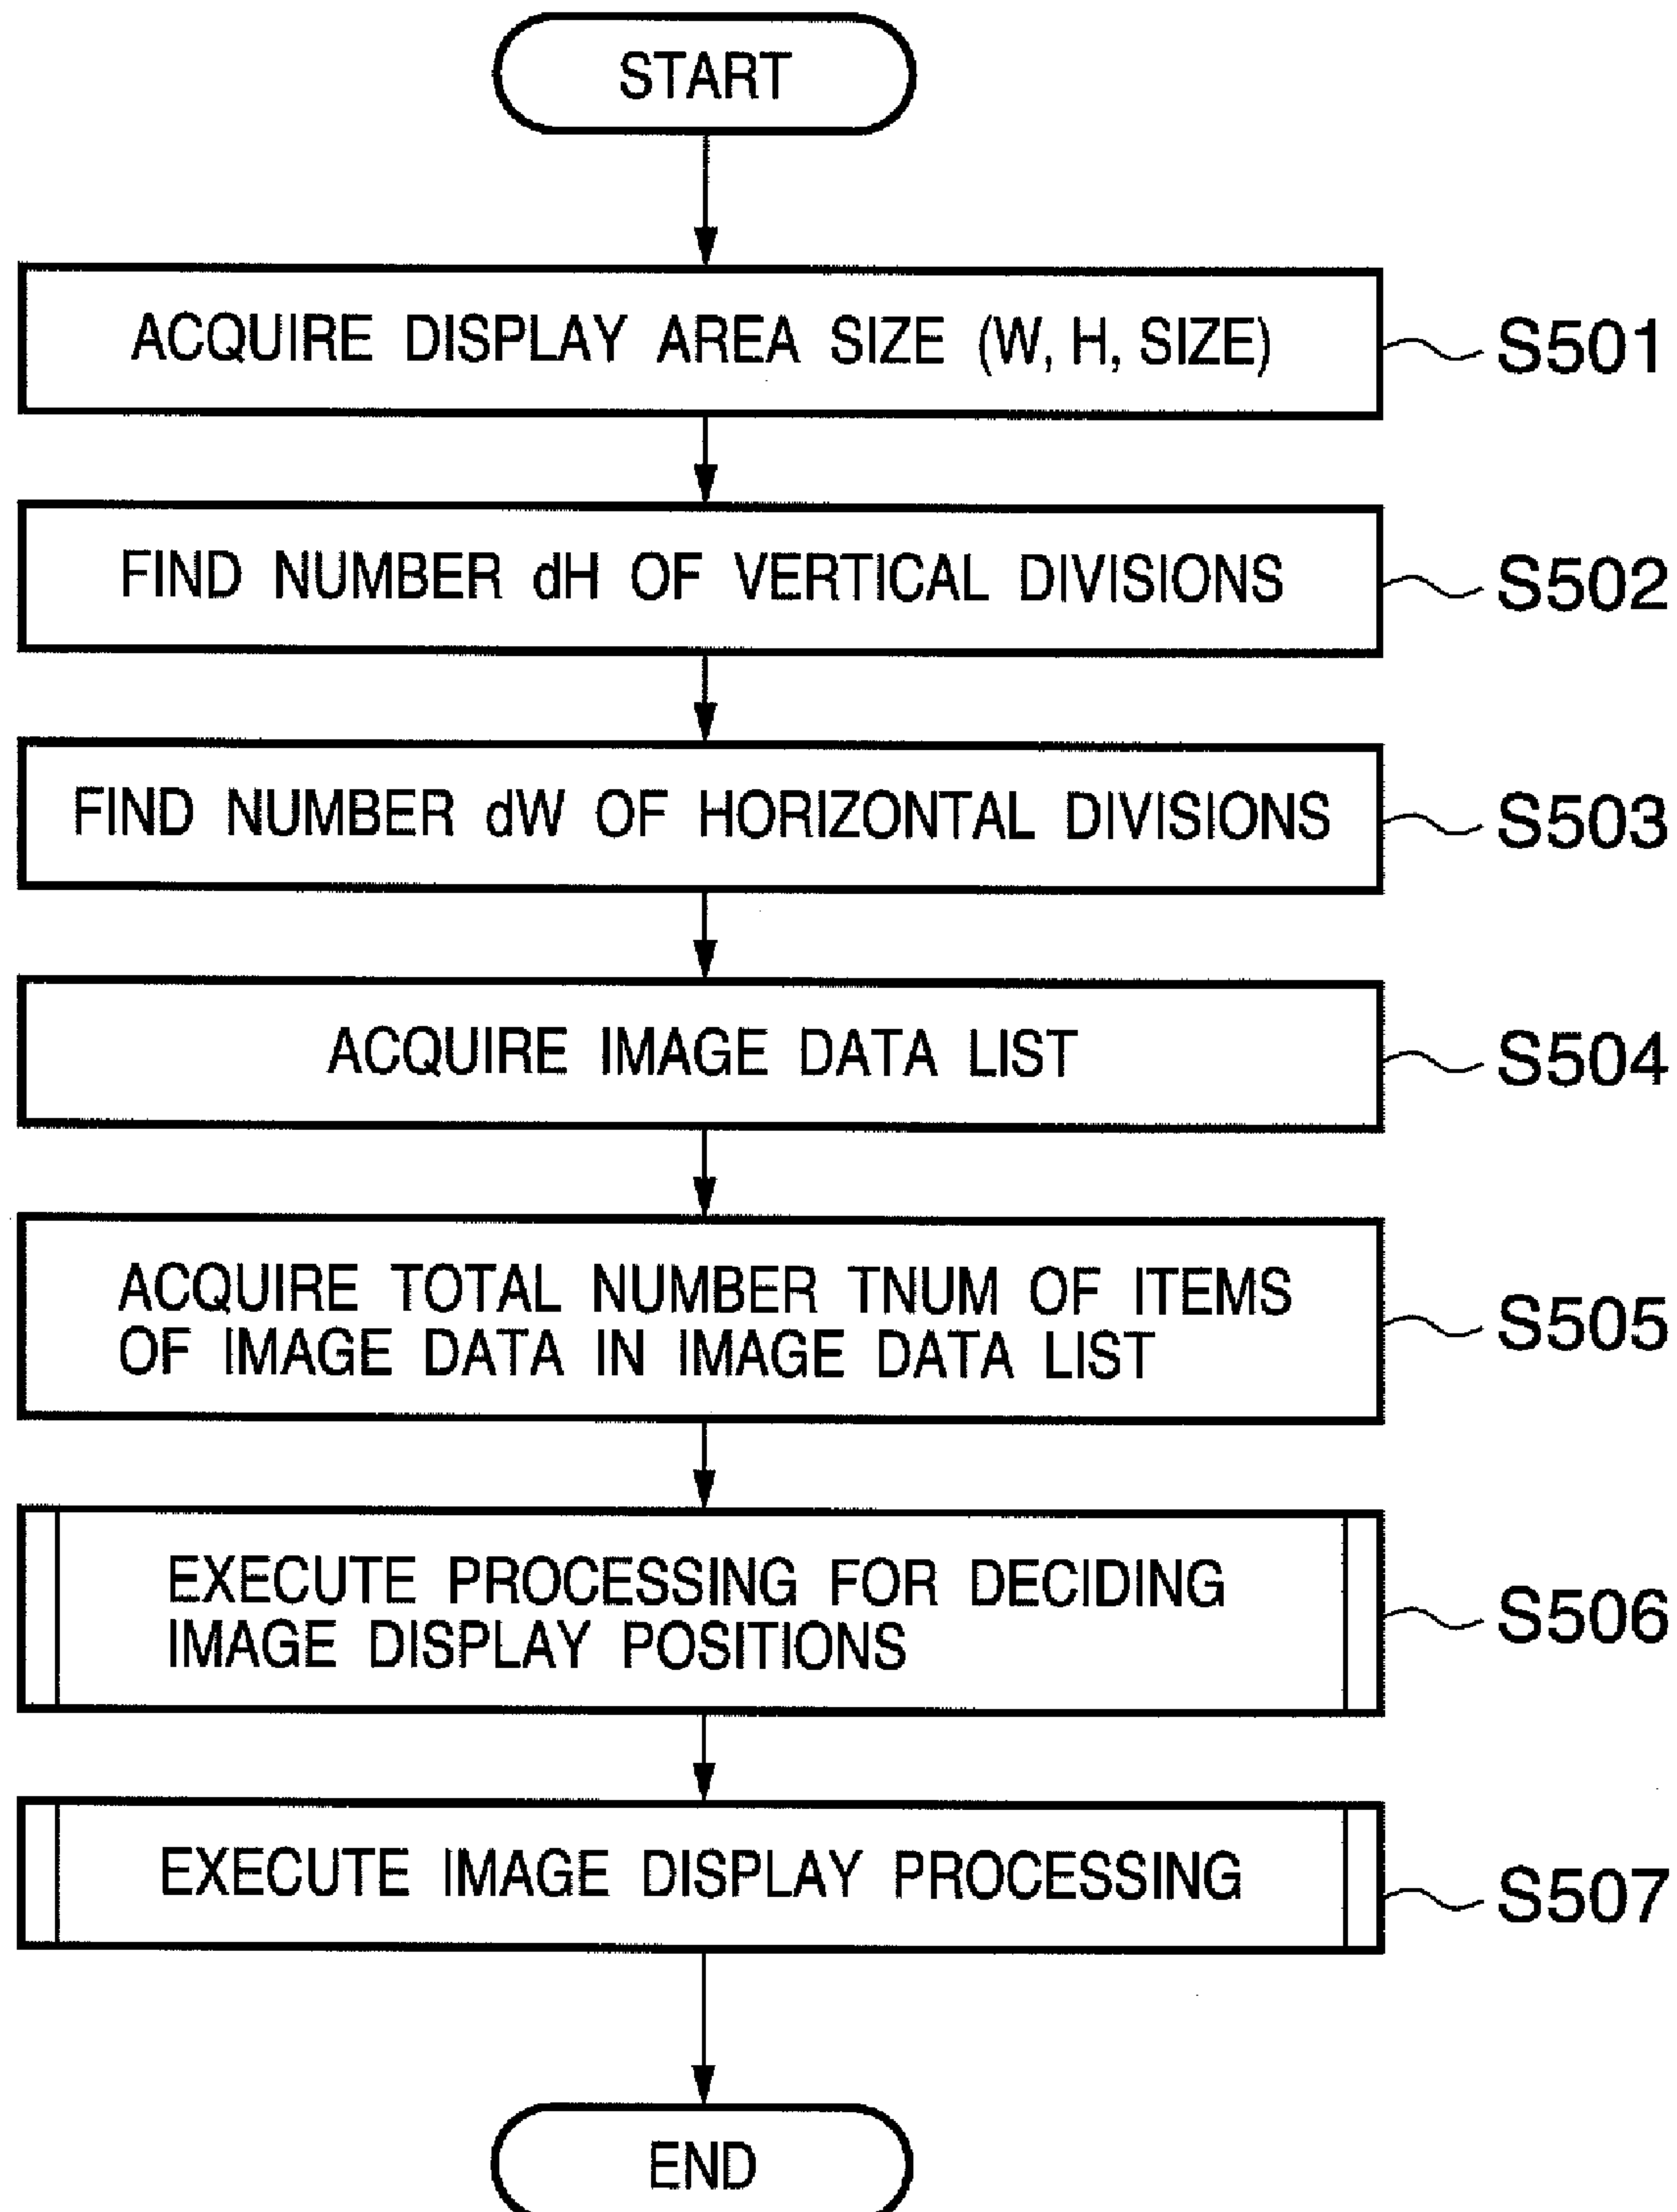 START
ACQUIRE DISPLAY AREA SIZE (W, H, SIZE)
S501
FIND NUMBER dH OF VERTICAL DIVISIONS
S502
FIND NUMBER dW OF HORIZONTAL DIVISIONS
S503
ACQUIRE IMAGE DATA LIST
S504
ACQUIRE TOTAL NUMBER TNUM OF ITEMS
OF IMAGE DATA IN IMAGE DATA LIST
S505
EXECUTE PROCESSING FOR DECIDING
IMAGE DISPLAY POSITIONS
S506
EXECUTE IMAGE DISPLAY PROCESSING
S507
END